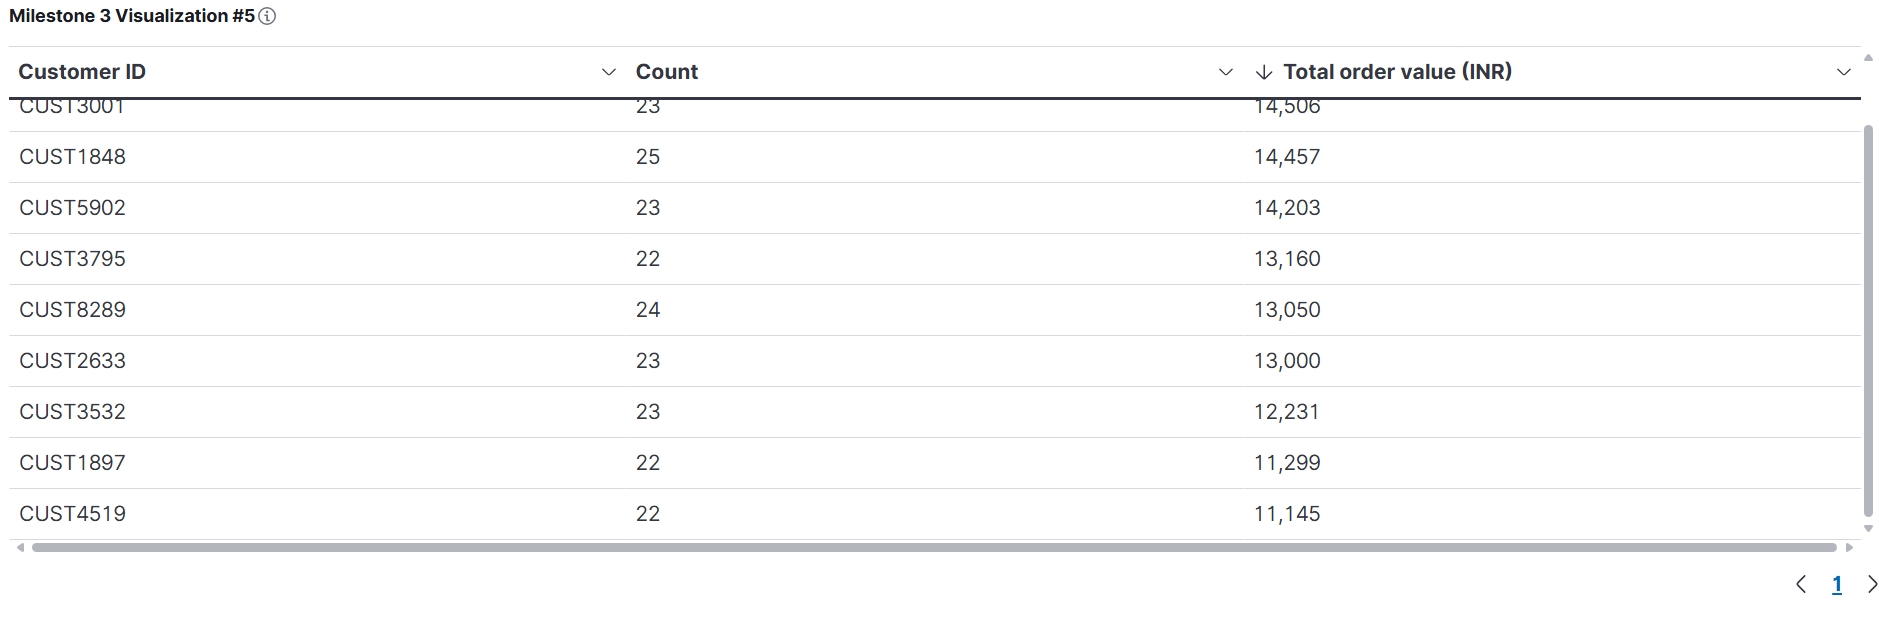 Milestone 3 Visualization #5
Customer ID Count Total order value (INR)
CUST3001 23 14,506
CUST1848 25 14,457
CUST5902 23 14,203
CUST3795 22 13,160
CUST8289 24 13,050
CUST2633 23 13,000
CUST3532 23 12,231
CUST1897 22 11,299
CUST4519 22 11,145
1